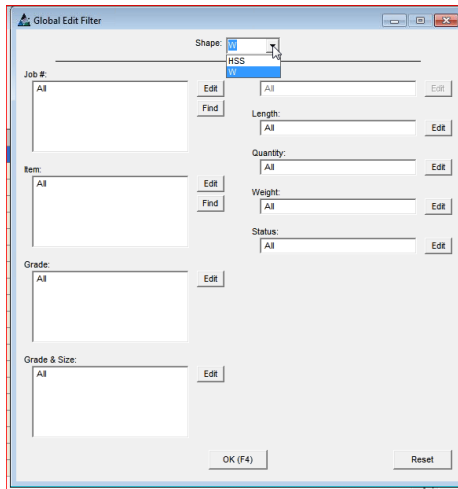 Global Edit Filter
Shape: W
HSS
W
Job #:
All
Edit
Find
All
Edit
Length:
All
Edit
Quantity:
All
Edit
Item:
All
Edit
Find
Weight:
All
Edit
Status:
All
Edit
Grade:
All
Edit
Grade & Size:
All
Edit
OK (F4)
Reset